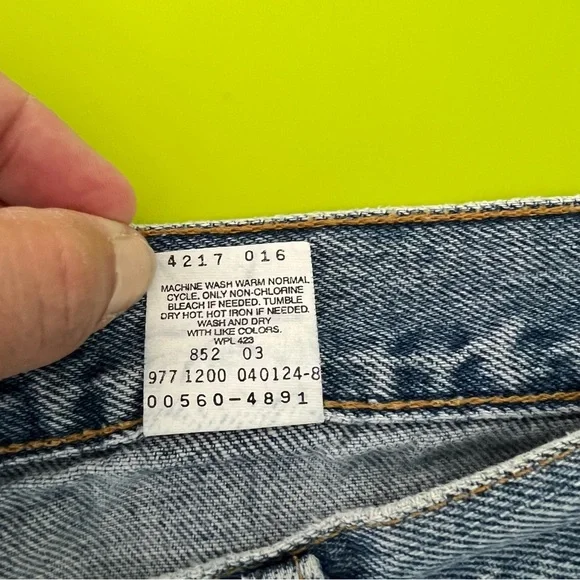 4217 016
MACHINE WASH WARM NORMAL
CYCLE. ONLY NON-CHLORINE
BLEACH IF NEEDED. TUMBLE
DRY HOT. HOT IRON IF NEEDED.
WASH AND DRY
WITH LIKE COLORS.
WPL 423
852 03
977 1200 040124-8
00560-4891